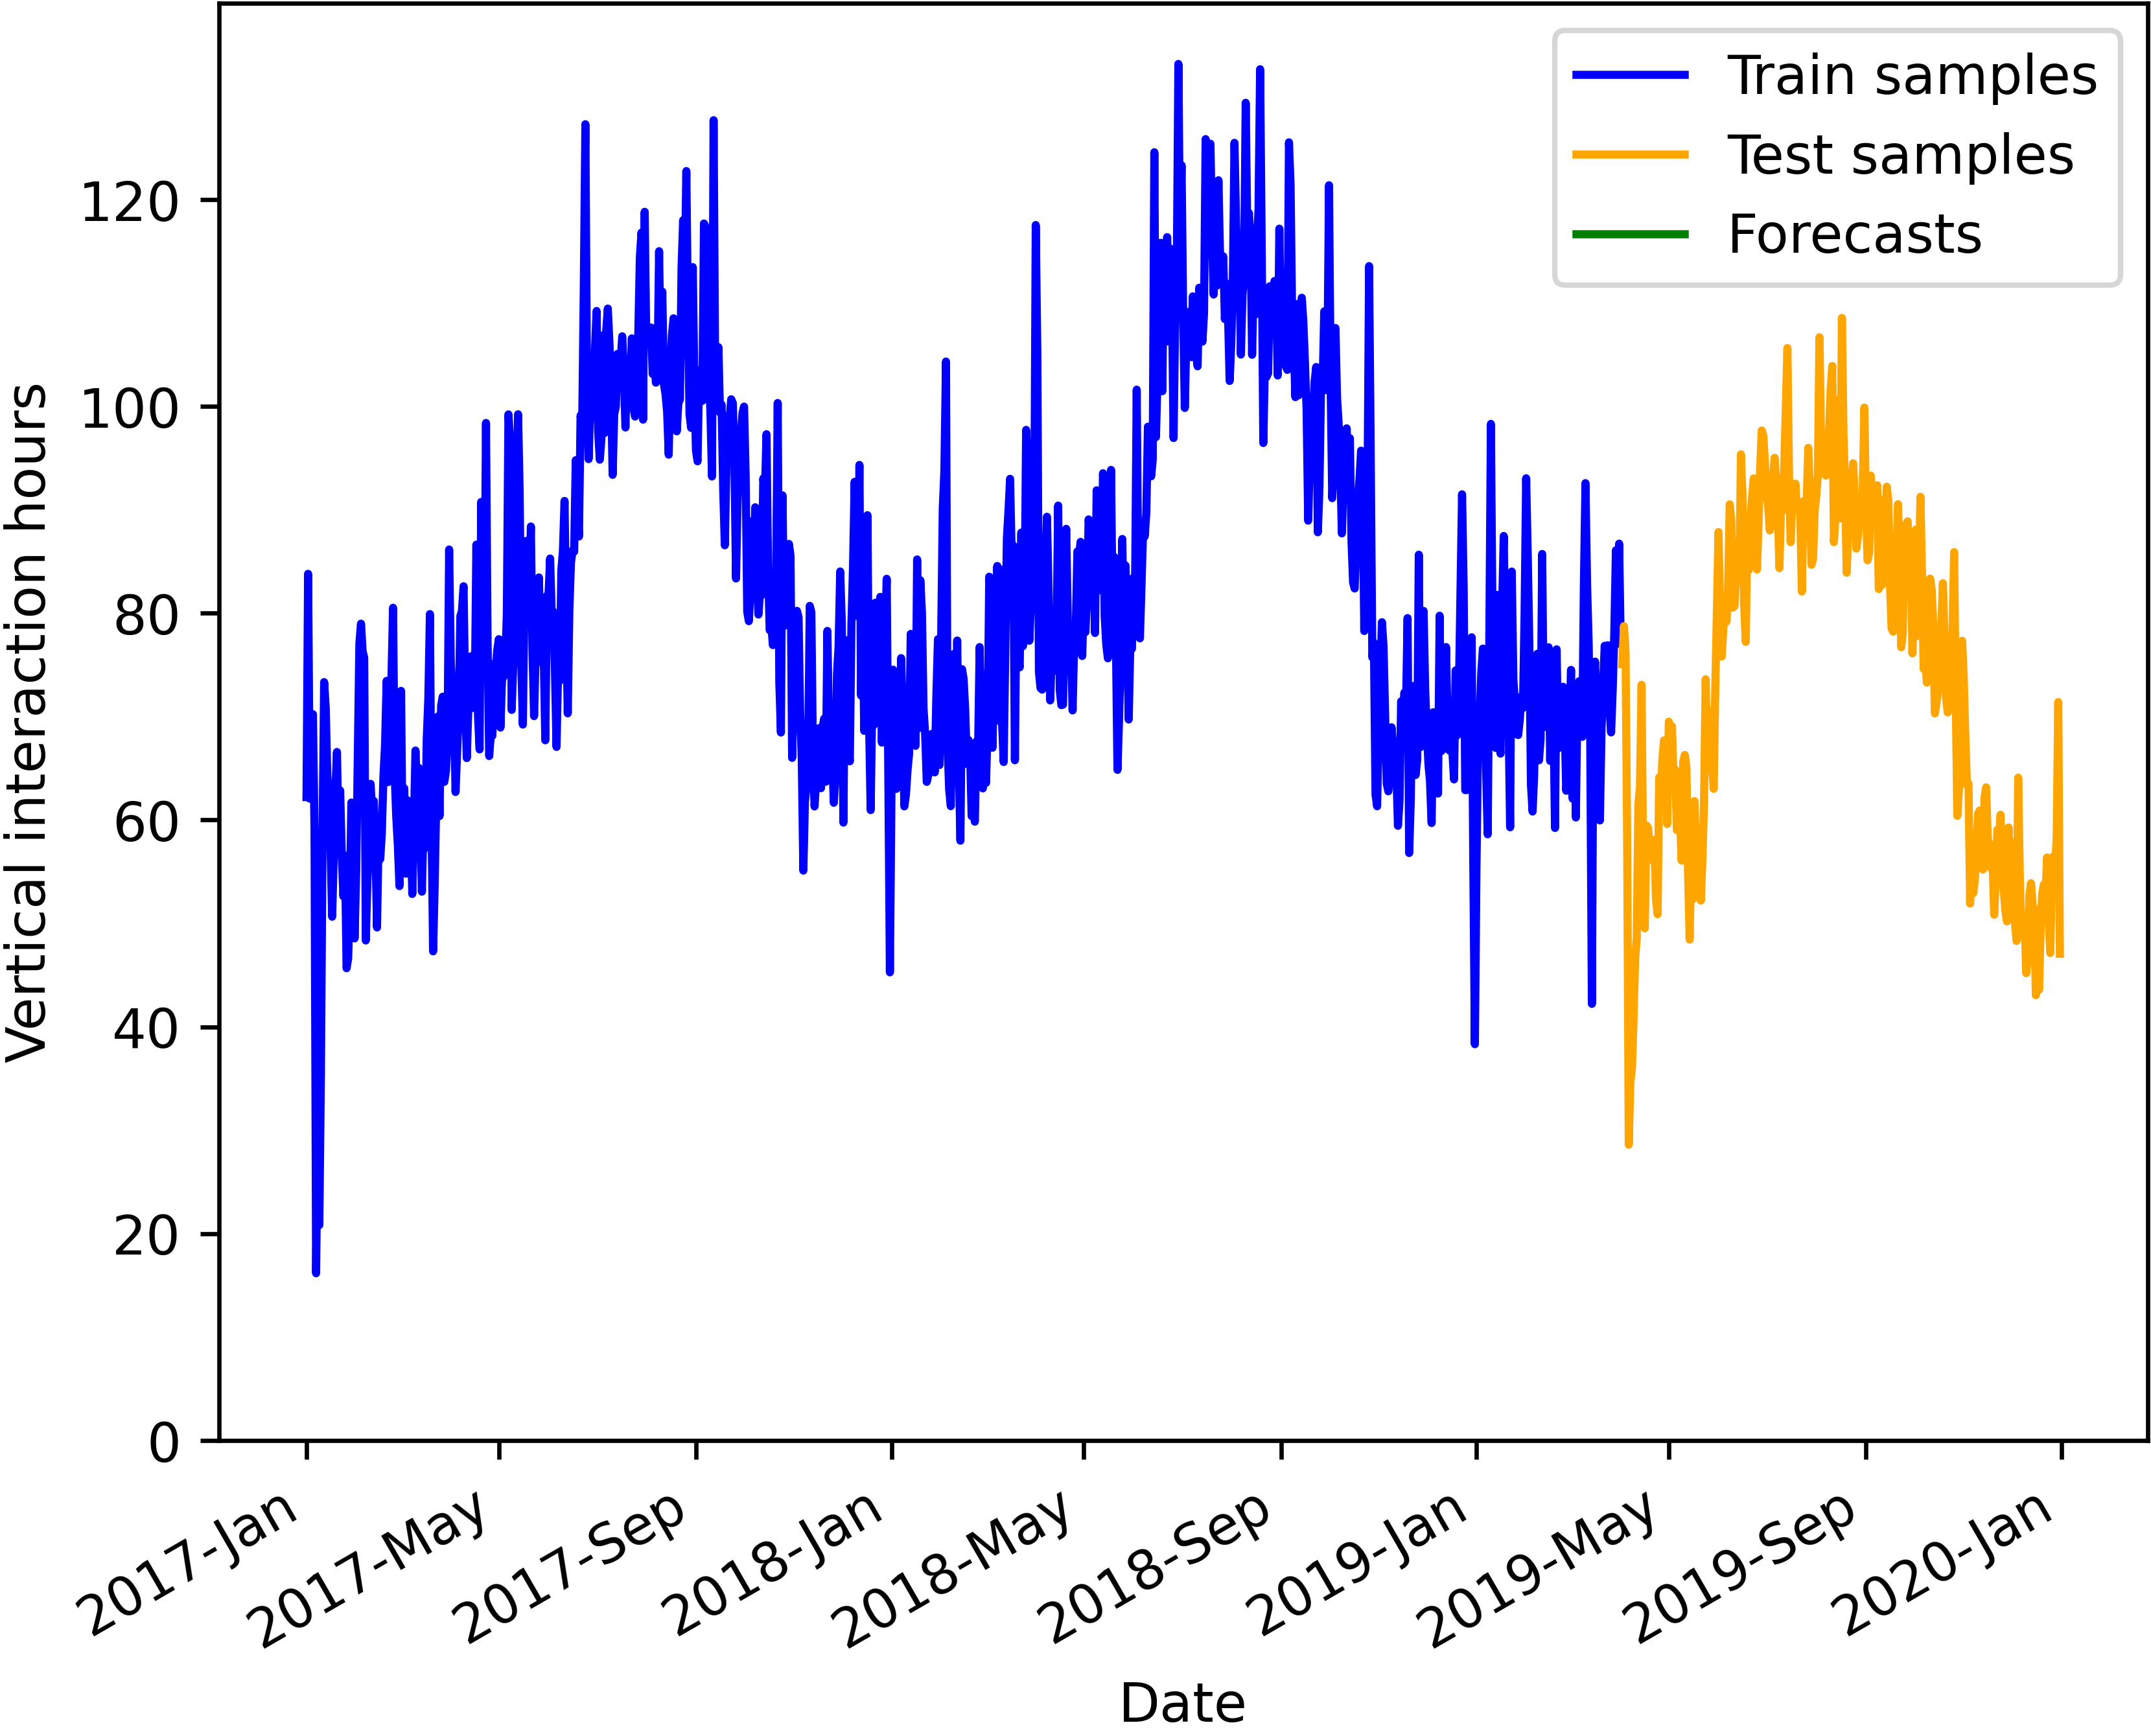 Train samples
Test samples
Forecasts
Vertical interaction hours
120
100
80
60
40
20
0
2017-Jan
2017-May
2017-Sep
2018-Jan
2018-May
2018-Sep
2019-Jan
2019-May
2019-Sep
2020-Jan
Date